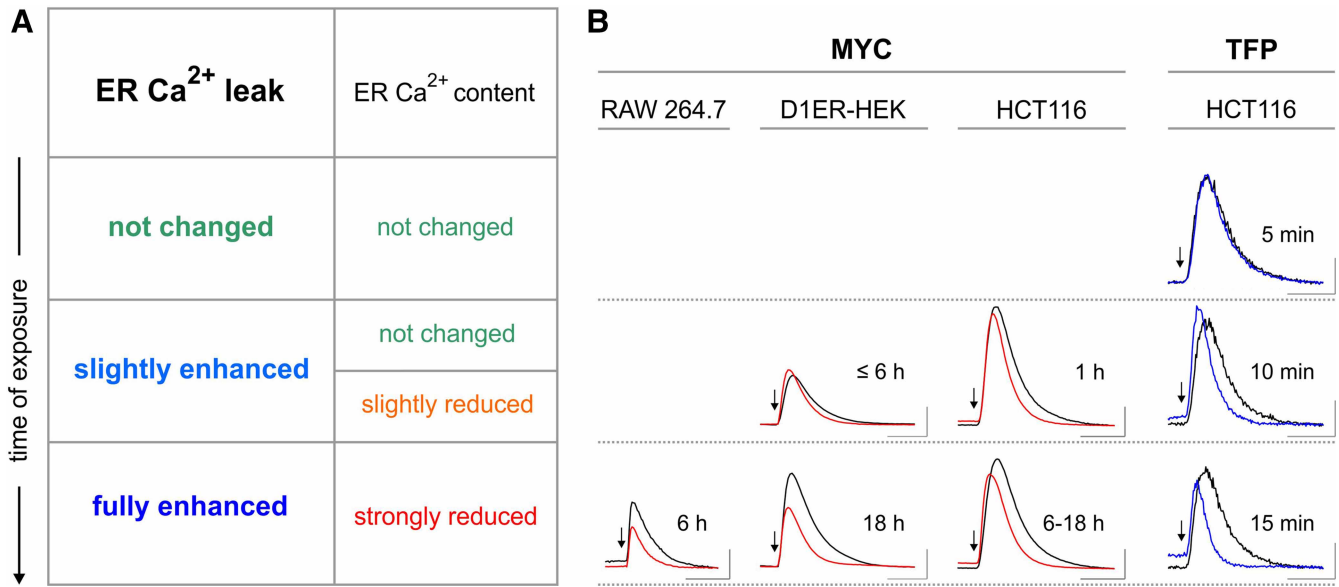 A
ER Ca2+ leak
ER Ca2+ content
time of exposure
not changed
not changed
slightly enhanced
not changed
slightly reduced
fully enhanced
strongly reduced
B
MYC
TFP
RAW 264.7
D1ER-HEK
HCT116
HCT116
5 min
≤ 6 h
1 h
10 min
6 h
18 h
6-18 h
15 min